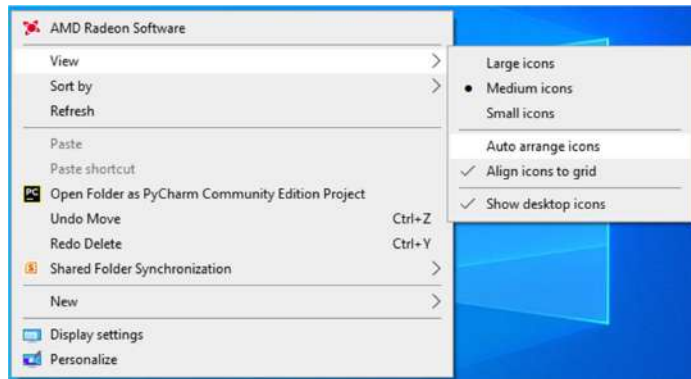 AMD Radeon Software
View
Sort by
Refresh
Paste
Paste shortcut
Open Folder as PyCharm Community Edition Project
Undo Move Ctrl+Z
Redo Delete Ctrl+Y
Shared Folder Synchronization
New
Display settings
Personalize
Large icons
Medium icons
Small icons
Auto arrange icons
Align icons to grid
Show desktop icons